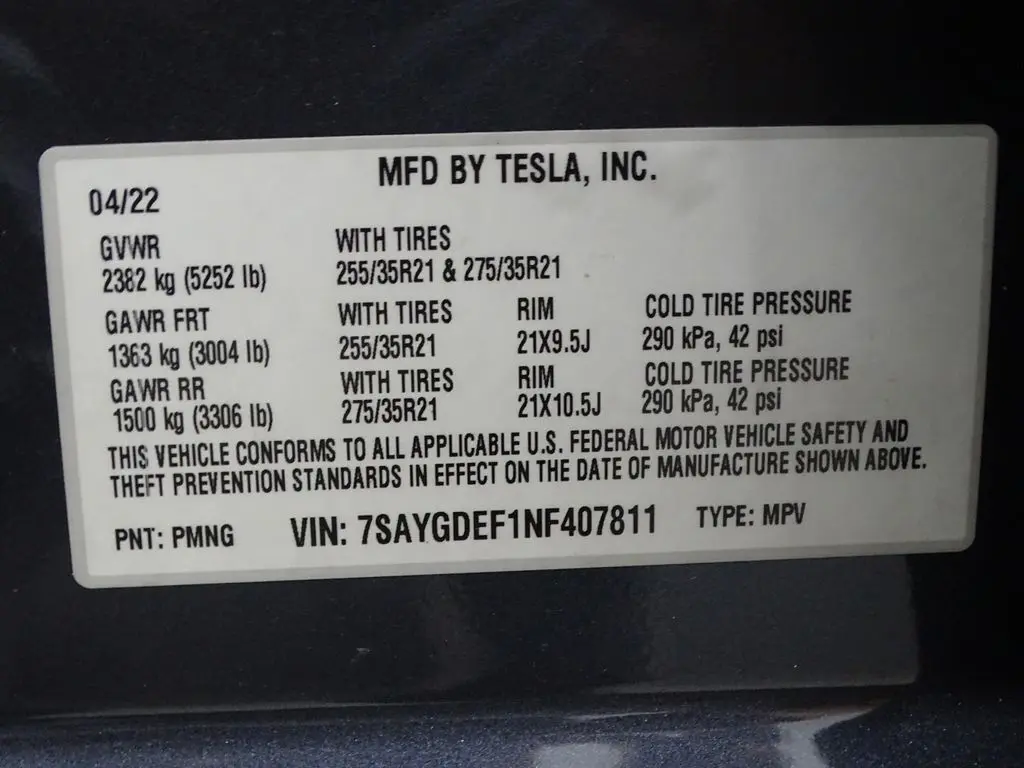 MFD BY TESLA, INC.
04/22
GVWR WITH TIRES
2382 kg (5252 lb) 255/35R21 & 275/35R21
GAWR FRT WITH TIRES RIM COLD TIRE PRESSURE
1363 kg (3004 lb) 255/35R21 21X9.5J 290 kPa, 42 psi
GAWR RR WITH TIRES RIM COLD TIRE PRESSURE
1500 kg (3306 lb) 275/35R21 21X10.5J 290 kPa, 42 psi
THIS VEHICLE CONFORMS TO ALL APPLICABLE U.S. FEDERAL MOTOR VEHICLE SAFETY AND
THEFT PREVENTION STANDARDS IN EFFECT ON THE DATE OF MANUFACTURE SHOWN ABOVE.
PNT: PMNG VIN: 7SAYGDEF1NF407811 TYPE: MPV